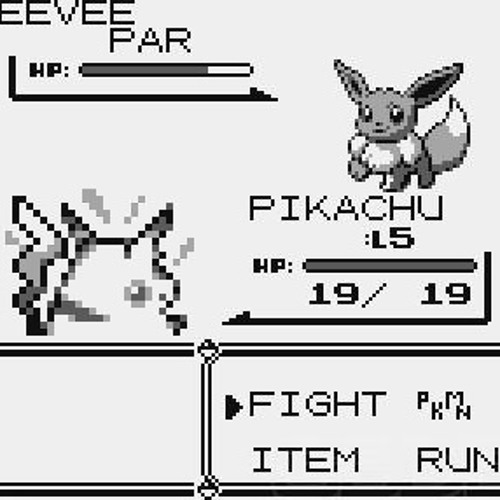 EEVEE
PAR
HP:
PIKACHU
:L5
HP:
19/ 19
FIGHT PKMN
ITEM RUN